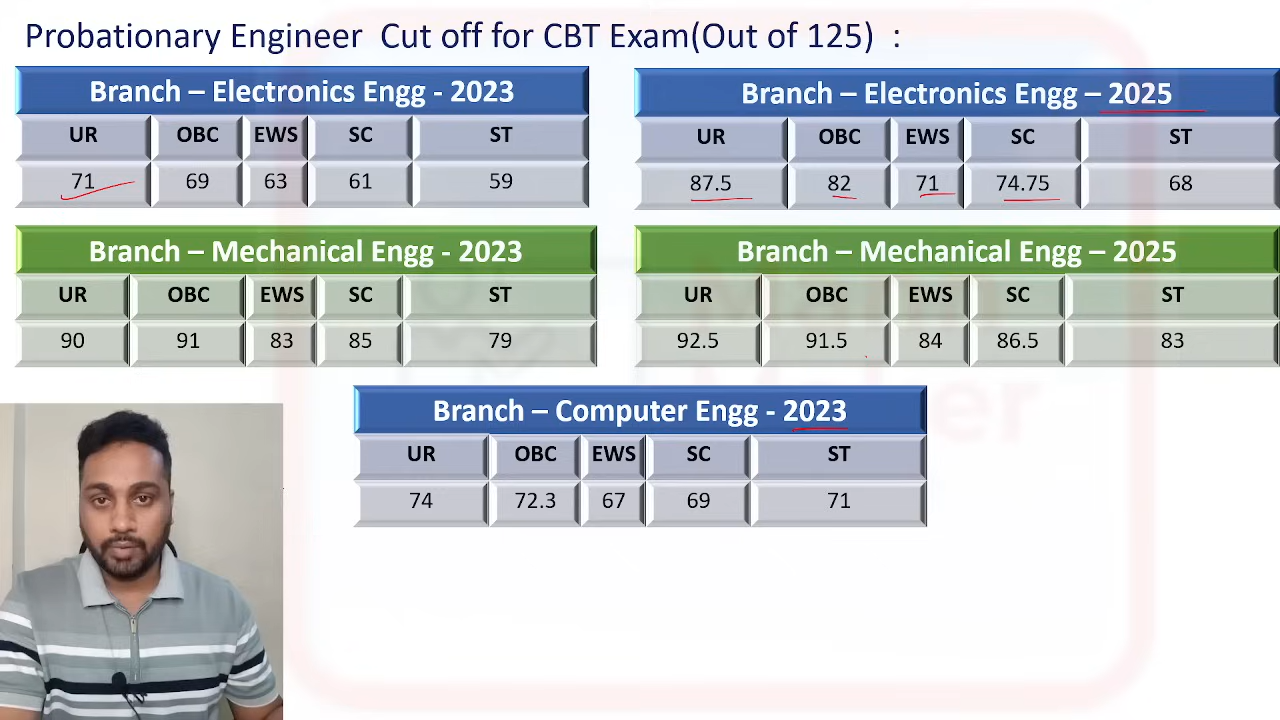 Probationary Engineer Cut off for CBT Exam(Out of 125) :
Branch – Electronics Engg - 2023
UR OBC EWS SC ST
71 69 63 61 59
Branch – Electronics Engg – 2025
UR OBC EWS SC ST
87.5 82 71 74.75 68
Branch – Mechanical Engg - 2023
UR OBC EWS SC ST
90 91 83 85 79
Branch – Mechanical Engg – 2025
UR OBC EWS SC ST
92.5 91.5 84 86.5 83
Branch – Computer Engg - 2023
UR OBC EWS SC ST
74 72.3 67 69 71